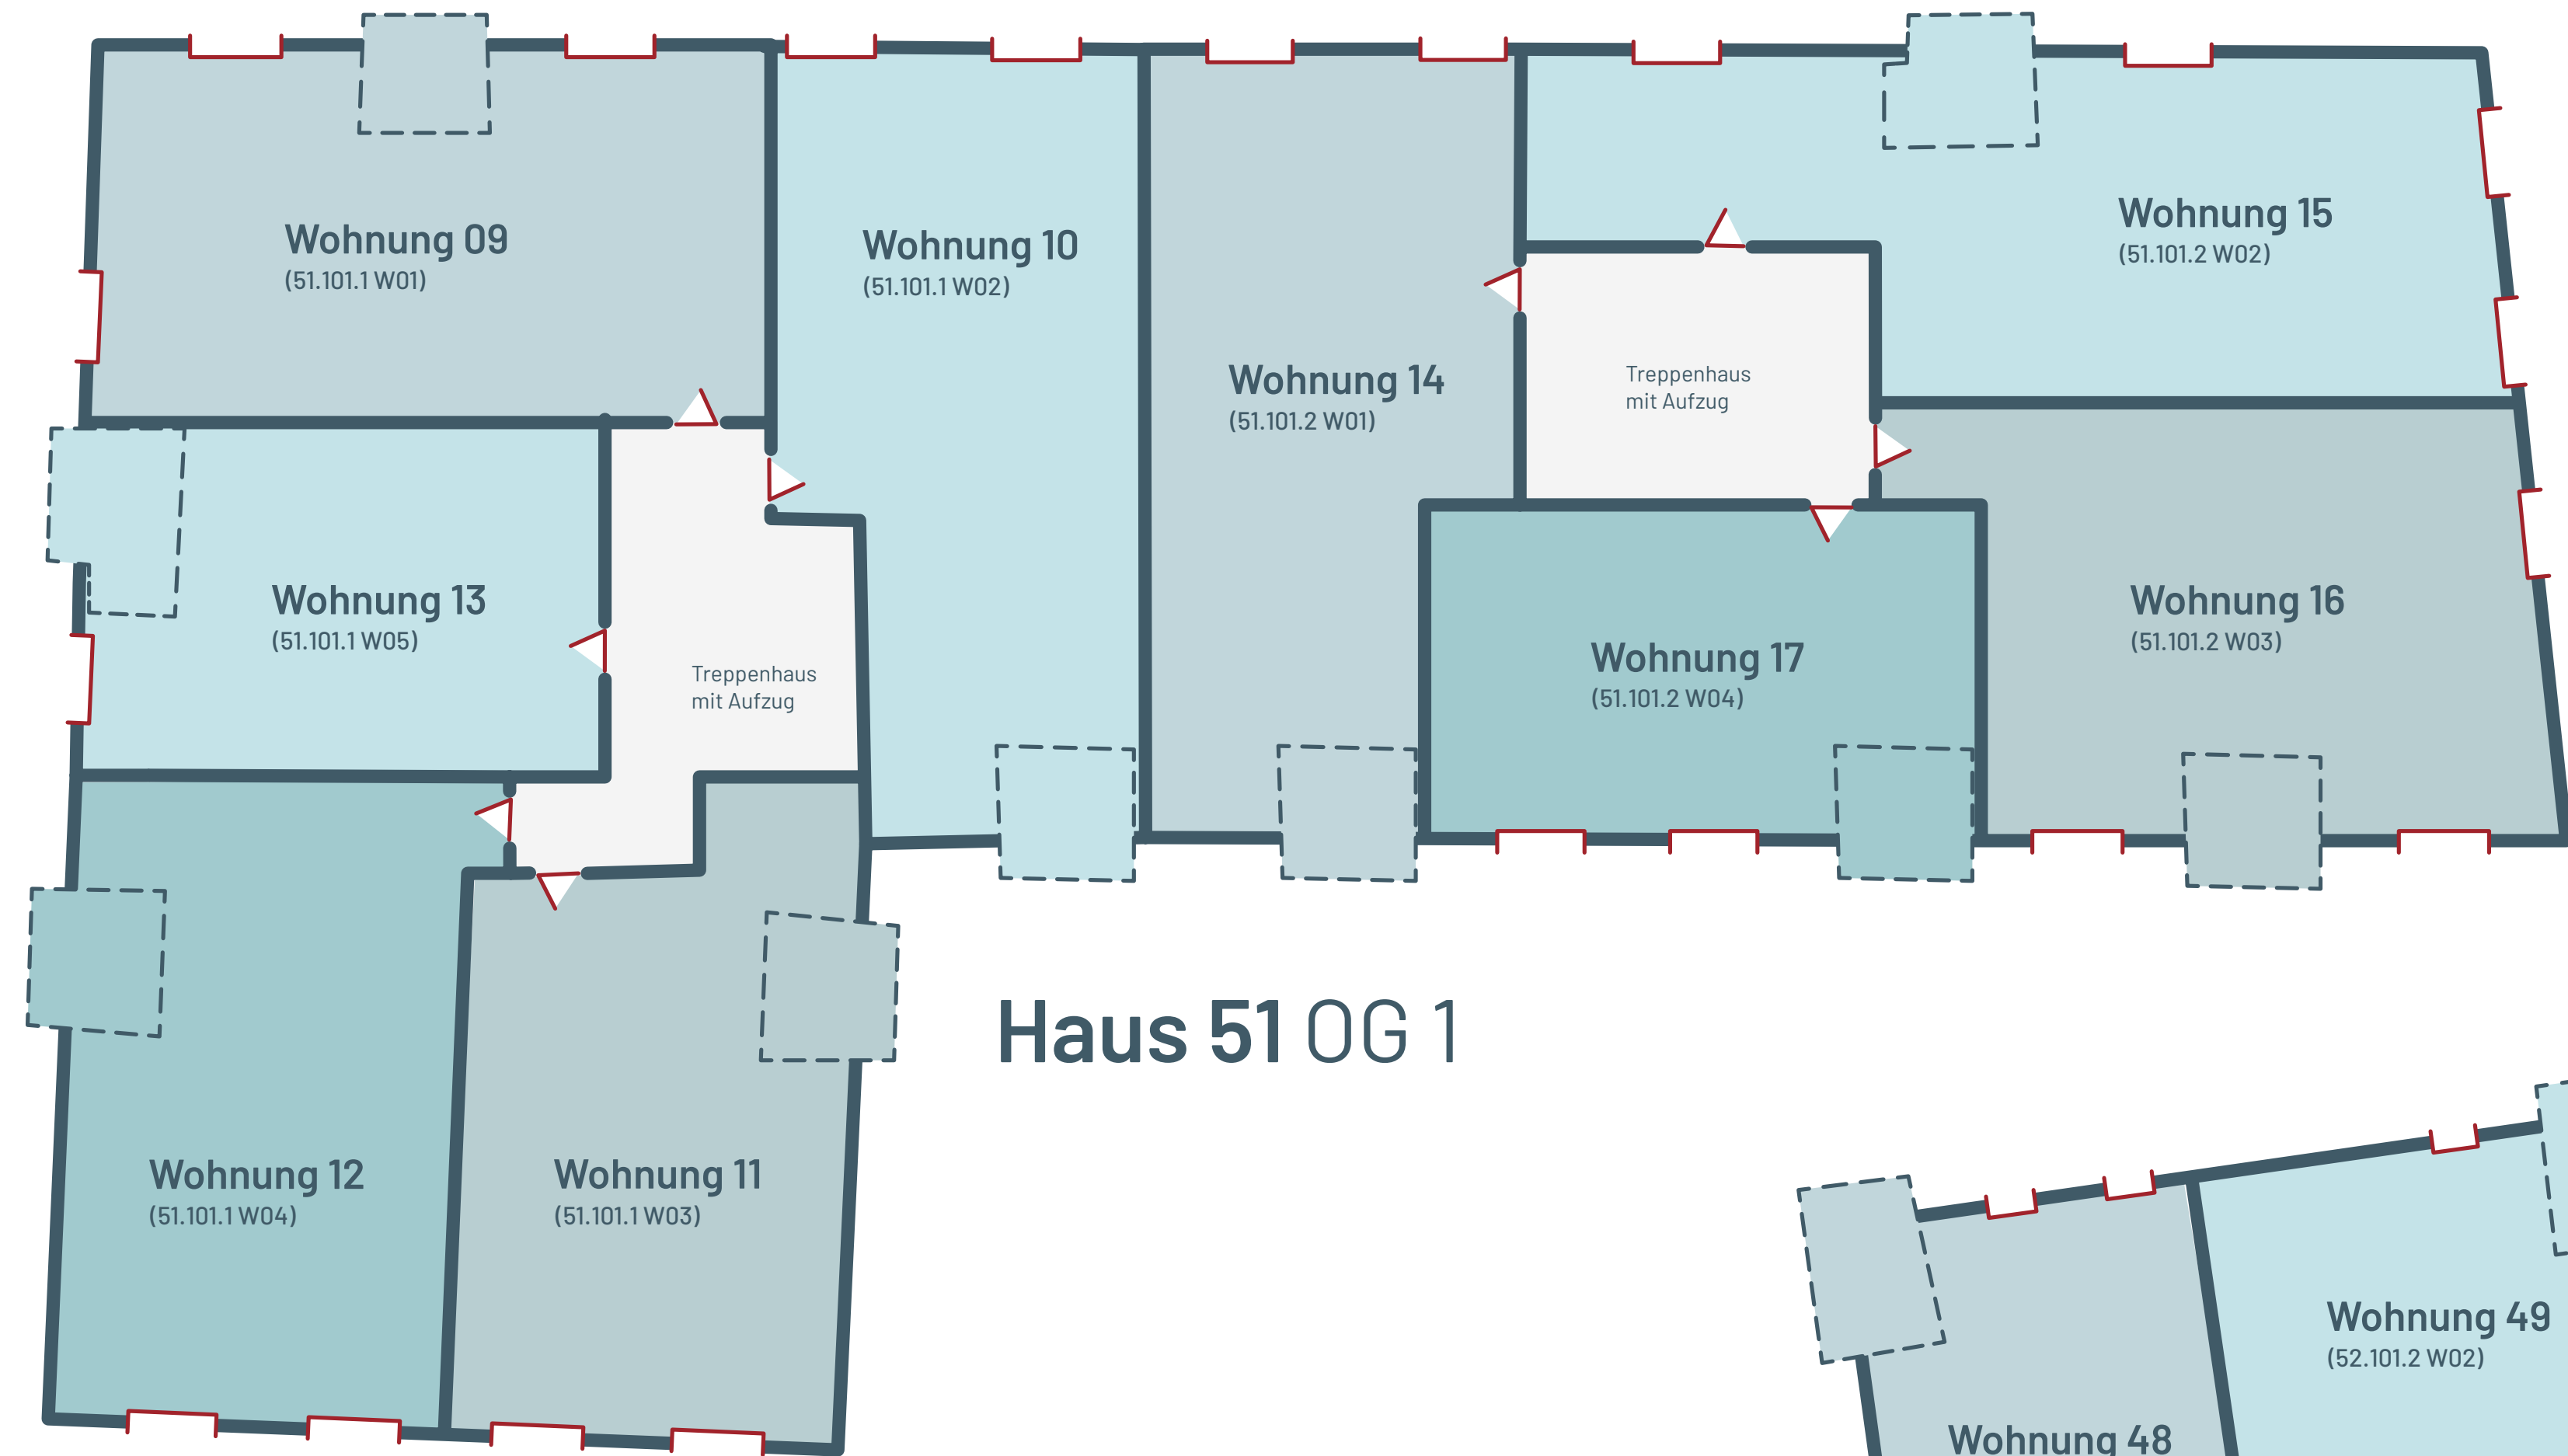 Wohnung 09
(51.101.1 W01)
Wohnung 10
(51.101.1 W02)
Wohnung 14
(51.101.2 W01)
Treppenhaus
mit Aufzug
Wohnung 15
(51.101.2 W02)
Wohnung 13
(51.101.1 W05)
Treppenhaus
mit Aufzug
Wohnung 17
(51.101.2 W04)
Wohnung 16
(51.101.2 W03)
Haus 51 OG 1
Wohnung 12
(51.101.1 W04)
Wohnung 11
(51.101.1 W03)
Wohnung 49
(52.101.2 W02)
Wohnung 48